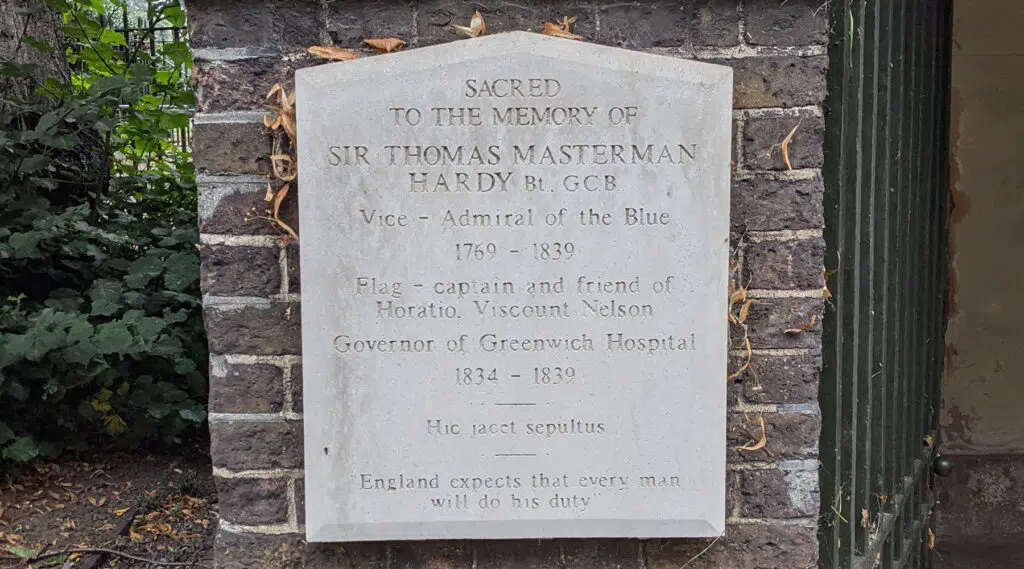 SACRED
TO THE MEMORY OF
SIR THOMAS MASTERMAN
HARDY Bt., G.C.B.
Vice - Admiral of the Blue
1769 - 1839
Flag - captain and friend of
Horatio, Viscount Nelson
Governor of Greenwich Hospital
1834 - 1839
Hic jacet sepultus
"England expects that every man
will do his duty"